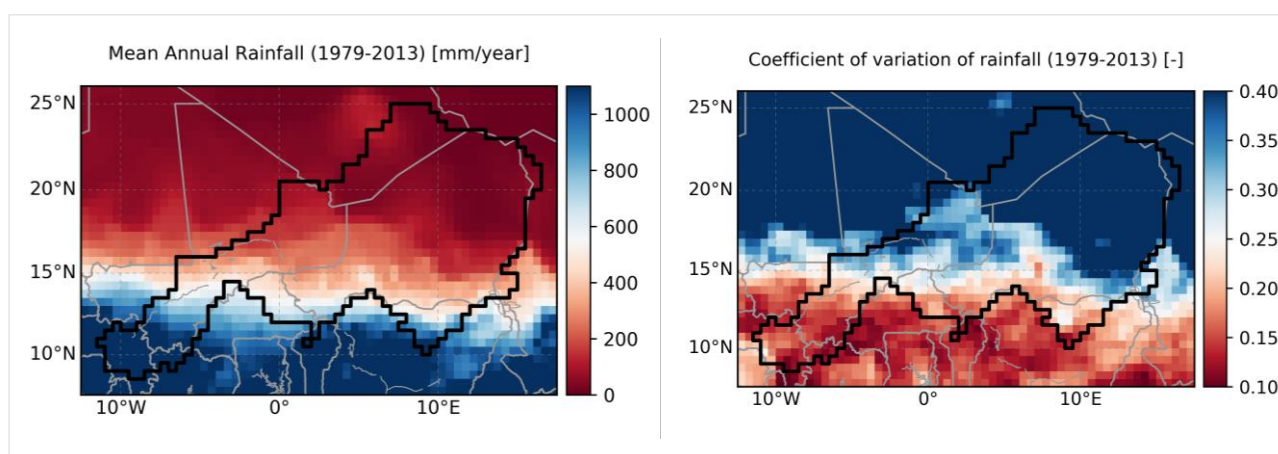 Mean Annual Rainfall (1979-2013) [mm/year]
25°N
20°N
15°N
10°N
10°W
0°
10°E
1000
800
600
400
200
0
Coefficient of variation of rainfall (1979-2013) [-]
25°N
20°N
15°N
10°N
10°W
0°
10°E
0.40
0.35
0.30
0.25
0.20
0.15
0.10